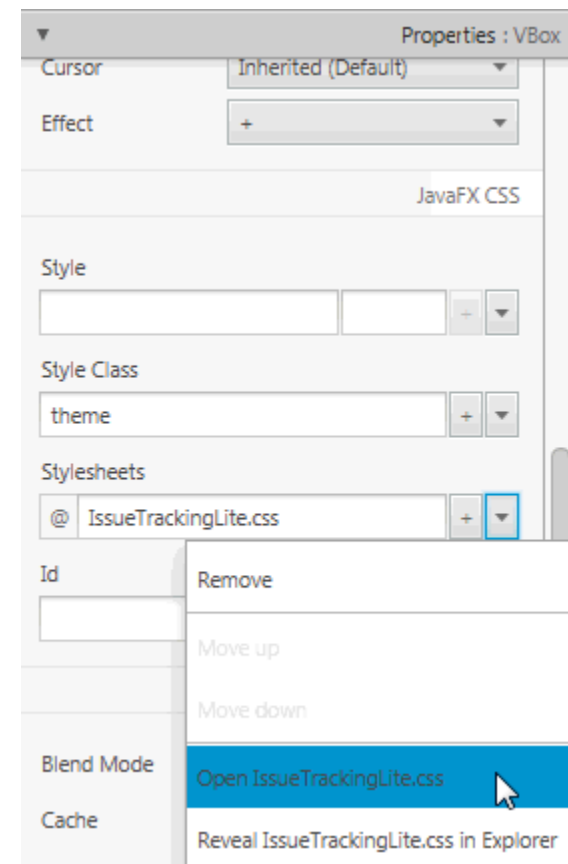 Properties : VBox
Cursor
Inherited (Default)
Effect
+
JavaFX CSS
Style
+
Style Class
theme
+
Stylesheets
@ IssueTrackingLite.css
+
Id
Remove
Move up
Move down
Blend Mode
Open IssueTrackingLite.css
Cache
Reveal IssueTrackingLite.css in Explorer